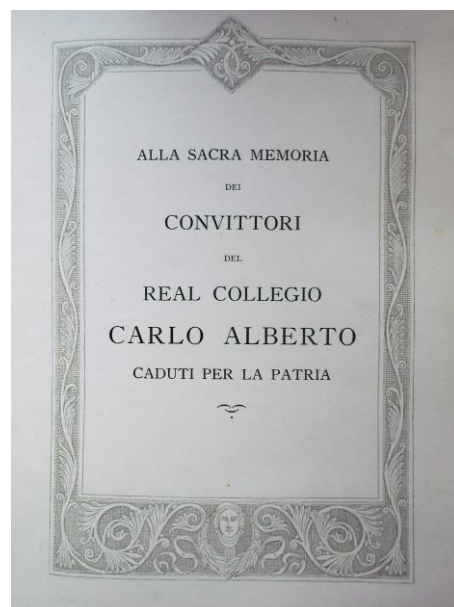 ALLA SACRA MEMORIA
DEI
CONVITTORI
DEL
REAL COLLEGIO
CARLO ALBERTO
CADUTI PER LA PATRIA